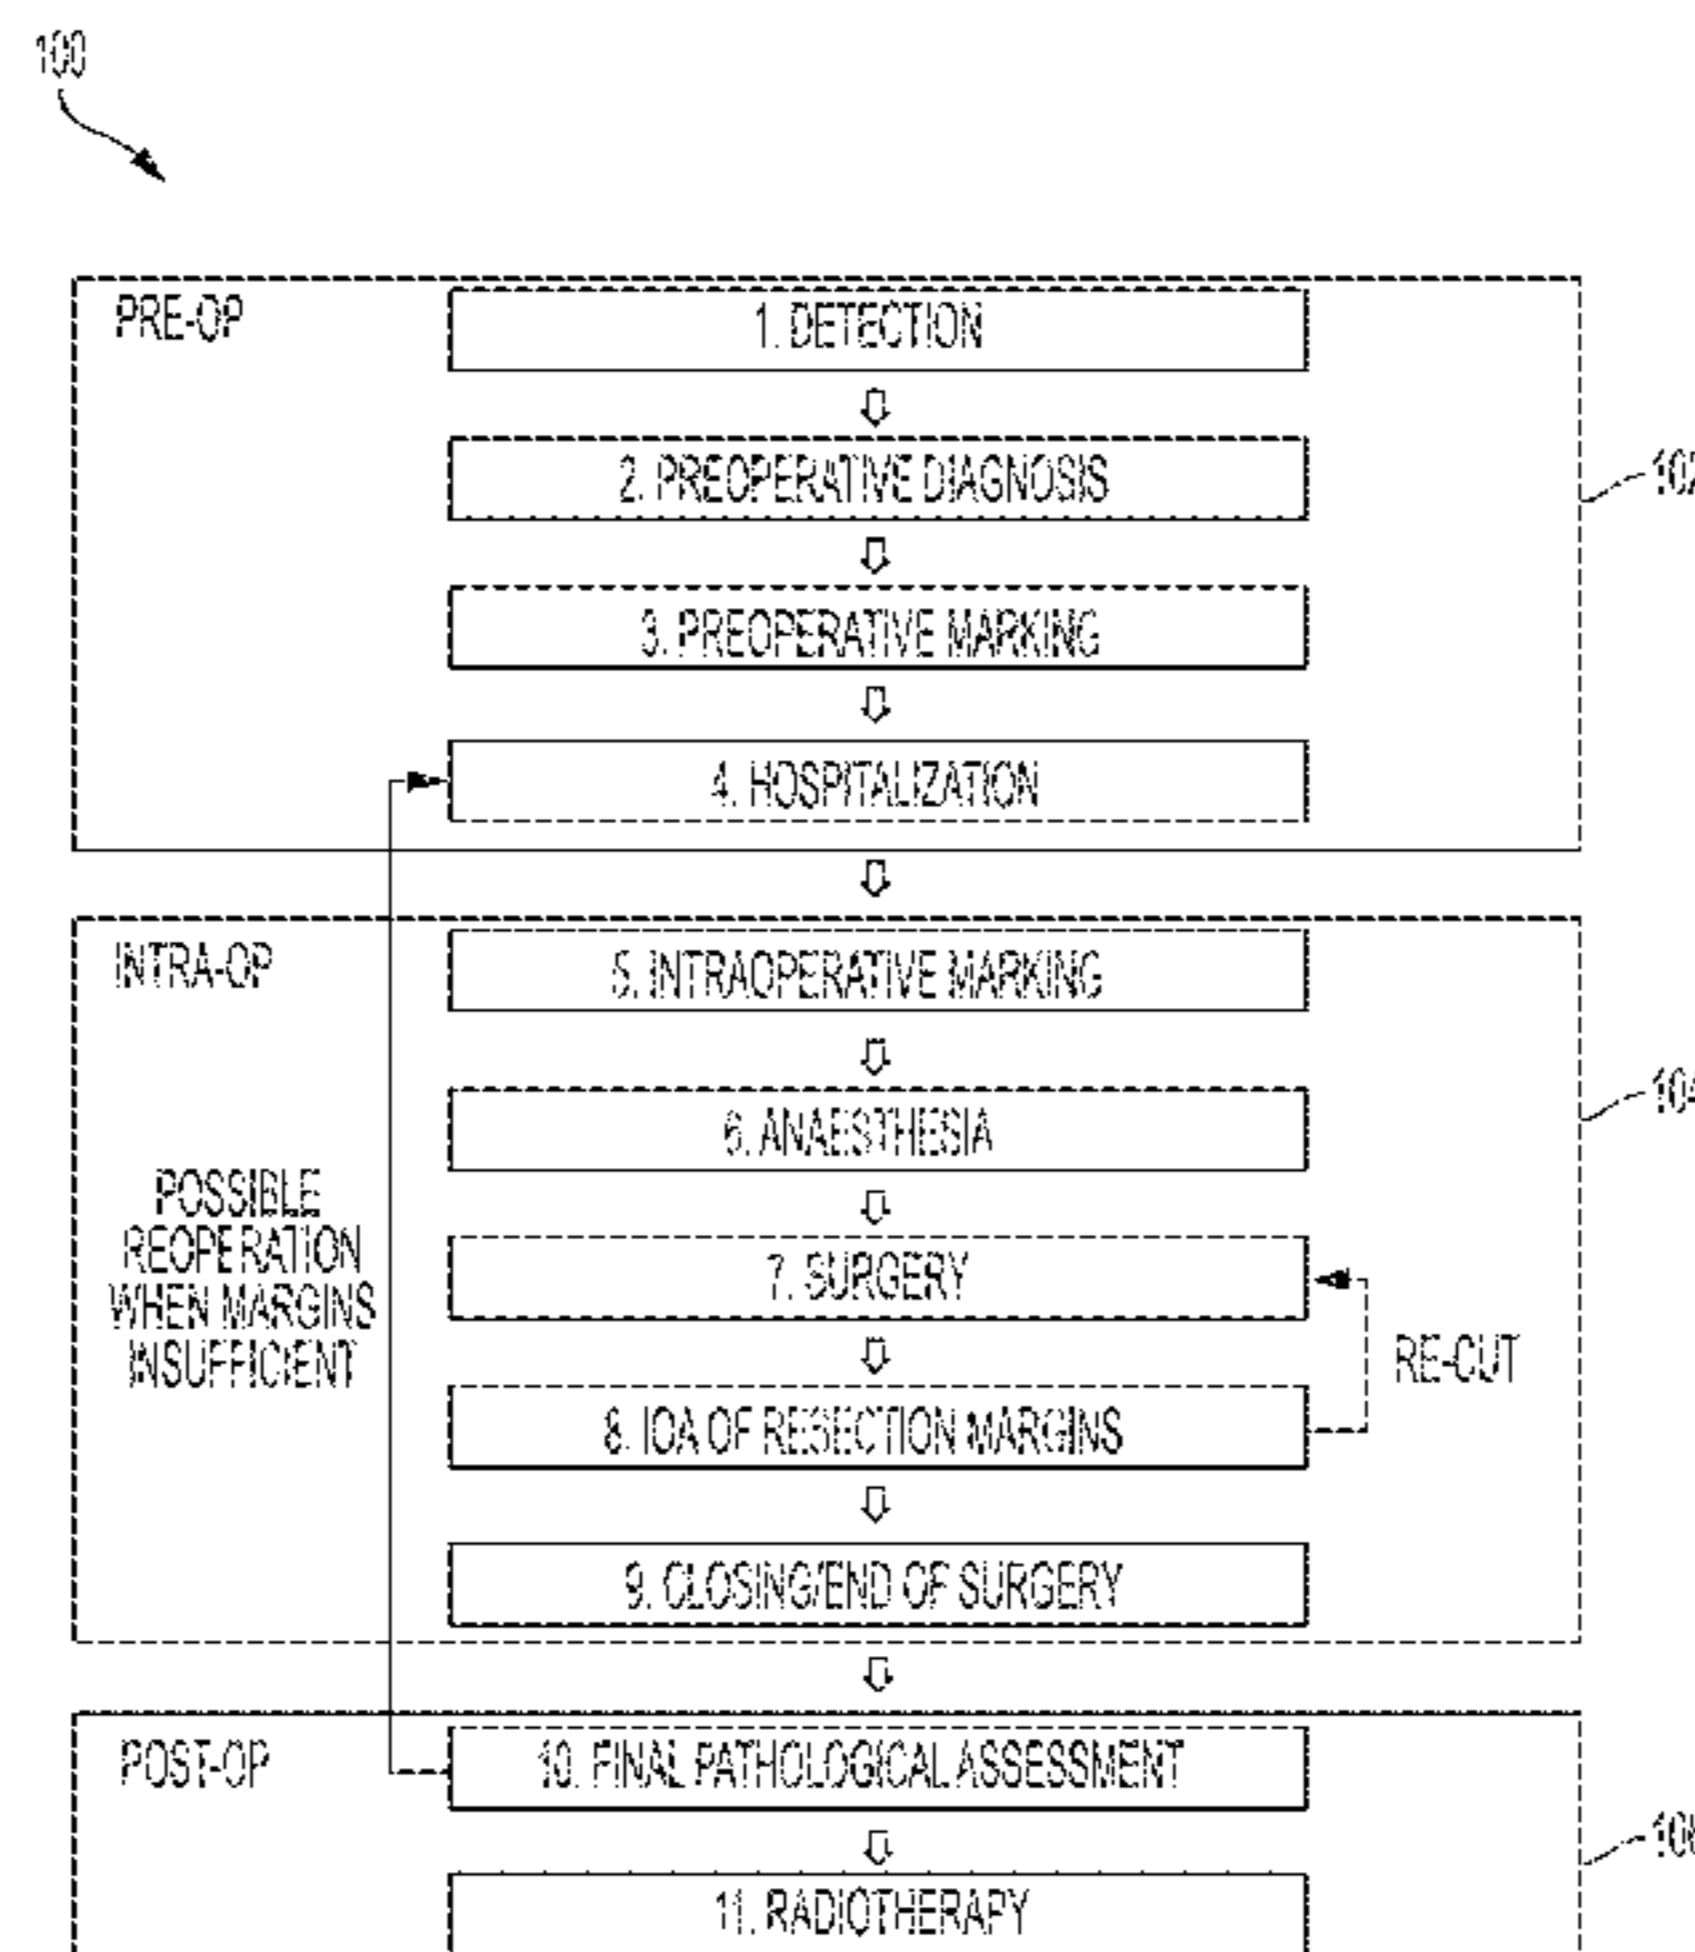 100
PRE-OP
1. DETECTION
2. PREOPERATIVE DIAGNOSIS
102
3. PREOPERATIVE MARKING
4. HOSPITALIZATION
INTRA-OP
5. INTRAOPERATIVE MARKING
104
6. ANAESTHESIA
POSSIBLE
REOPERATION
WHEN MARGINS
INSUFFICIENT
7. SURGERY
RE-CUT
8. IOA OF RESECTION MARGINS
9. CLOSING/END OF SURGERY
POST-OP
10. FINAL PATHOLOGICAL ASSESSMENT
11. RADIOTHERAPY